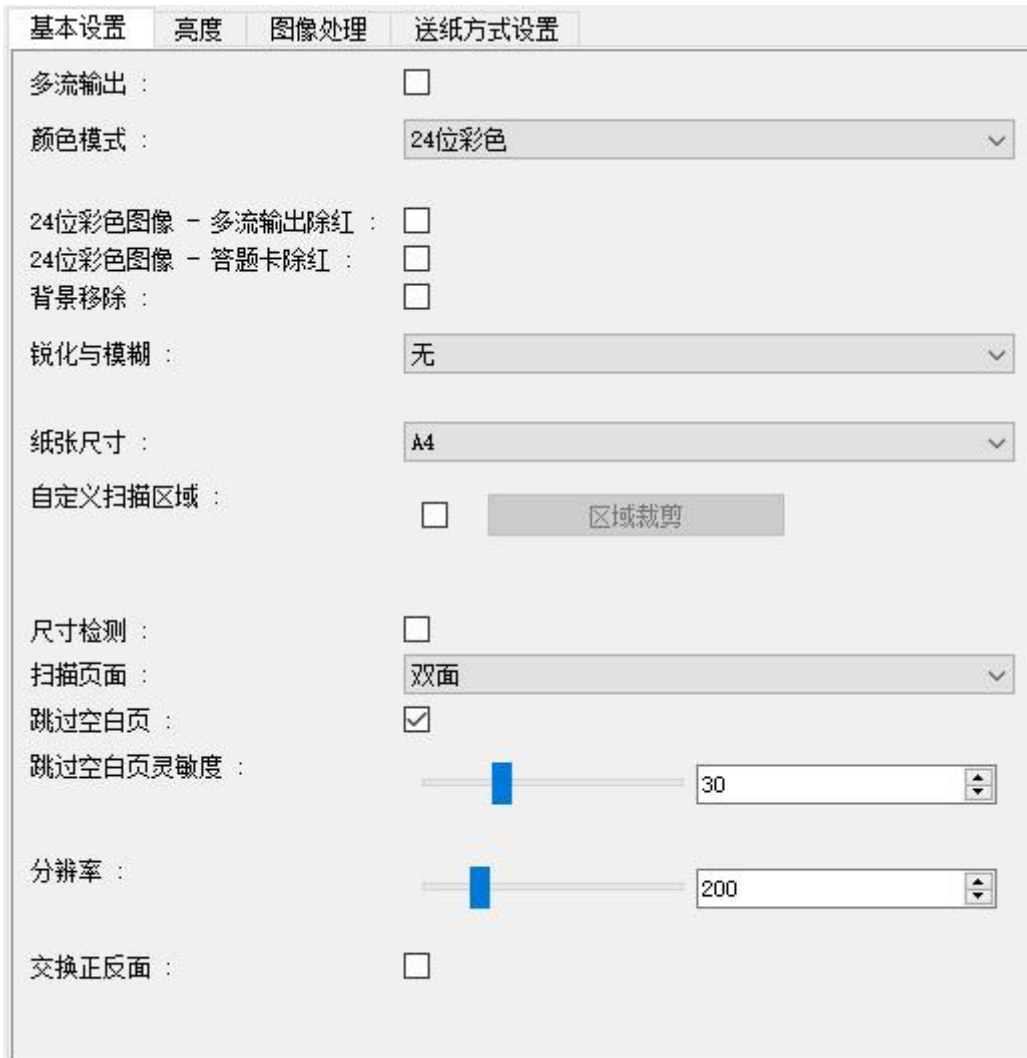 基本设置 亮度 图像处理 送纸方式设置
多流输出 :
颜色模式 : 24位彩色
24位彩色图像 - 多流输出除红 :
24位彩色图像 - 答题卡除红 :
背景移除 :
锐化与模糊 : 无
纸张尺寸 : A4
自定义扫描区域 : 区域裁剪
尺寸检测 :
扫描页面 : 双面
跳过空白页 :
跳过空白页灵敏度 : 30
分辨率 : 200
交换正反面 :